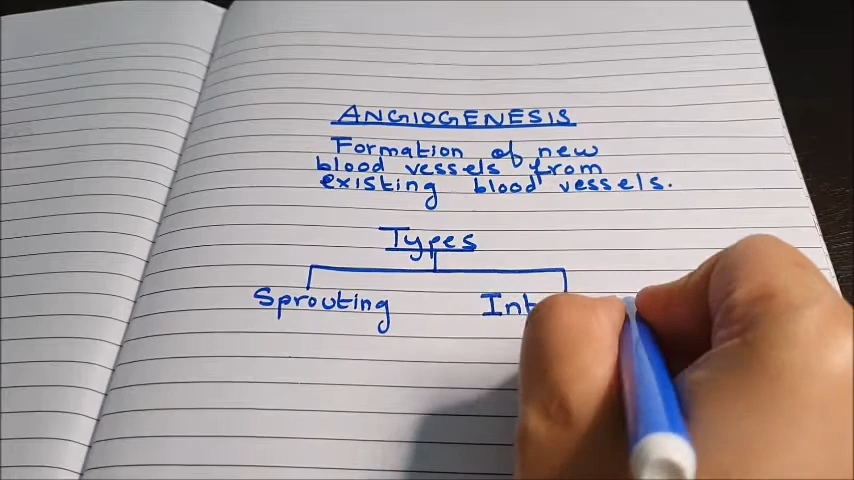 ANGIOGENESIS
Formation of new
blood vessels from
existing blood vessels.
Types
Sprouting